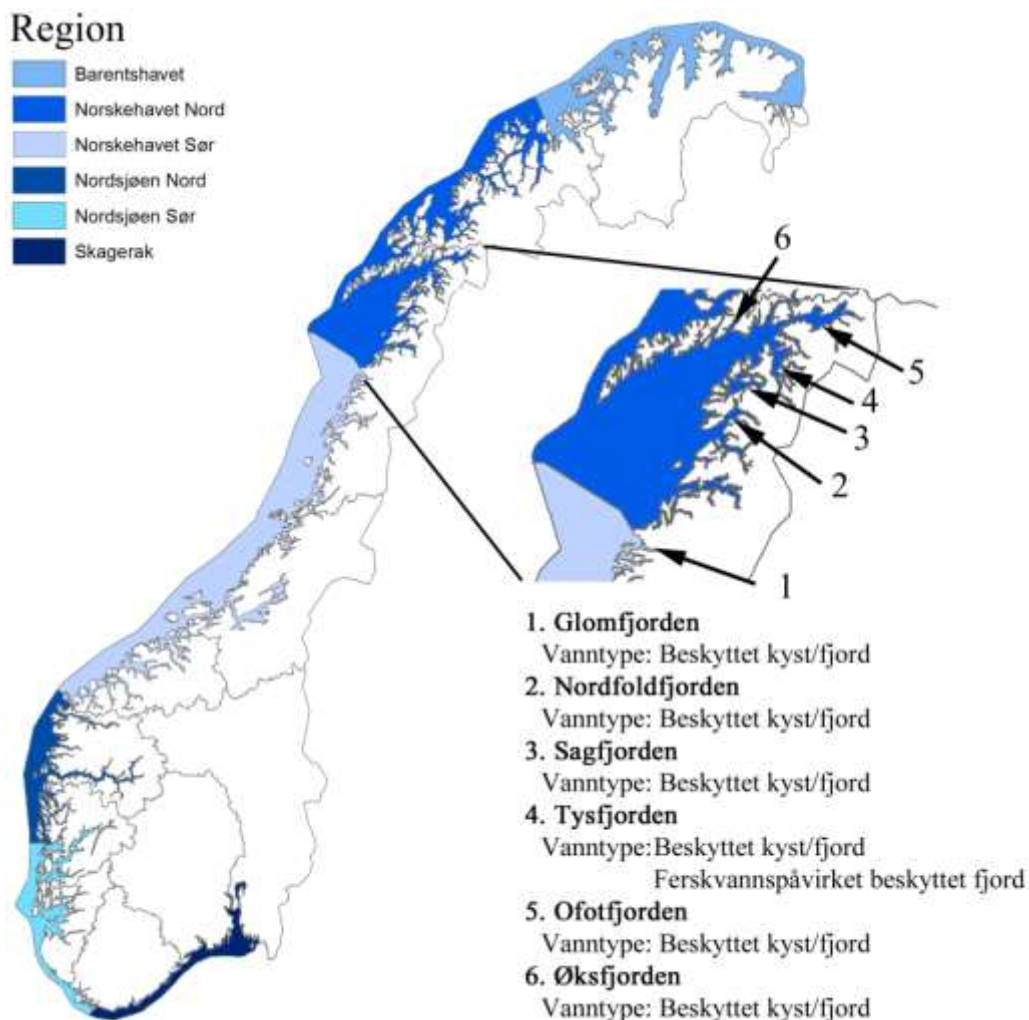 Region
Barentshavet
Norskehavet Nord
Norskehavet Sør
Nordsjøen Nord
Nordsjøen Sør
Skagerak
6
5
4
3
2
1
1. Glomfjorden
Vanntype: Beskyttet kyst/fjord
2. Nordfoldfjorden
Vanntype: Beskyttet kyst/fjord
3. Sagfjorden
Vanntype: Beskyttet kyst/fjord
4. Tysfjorden
Vanntype:Beskyttet kyst/fjord
Ferskvannspåvirket beskyttet fjord
5. Ofotfjorden
Vanntype: Beskyttet kyst/fjord
6. Øksfjorden
Vanntype: Beskyttet kyst/fjord